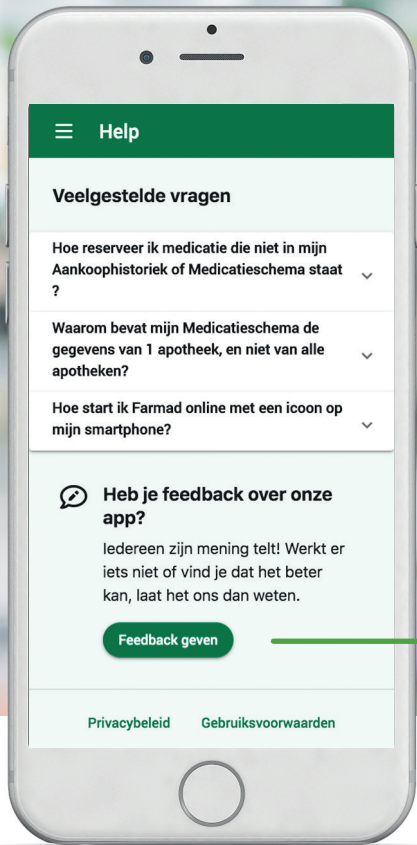 Help
Veelgestelde vragen
Hoe reserveer ik medicatie die niet in mijn
Aankoophistoriek of Medicatieschema staat
?
Waarom bevat mijn Medicatieschema de
gegevens van 1 apotheek, en niet van alle
apotheken?
Hoe start ik Farmad online met een icoon op
mijn smartphone?
Heb je feedback over onze
app?
Iedereen zijn mening telt! Werkt er
iets niet of vind je dat het beter
kan, laat het ons dan weten.
Feedback geven
Privacybeleid Gebruiksvoorwaarden